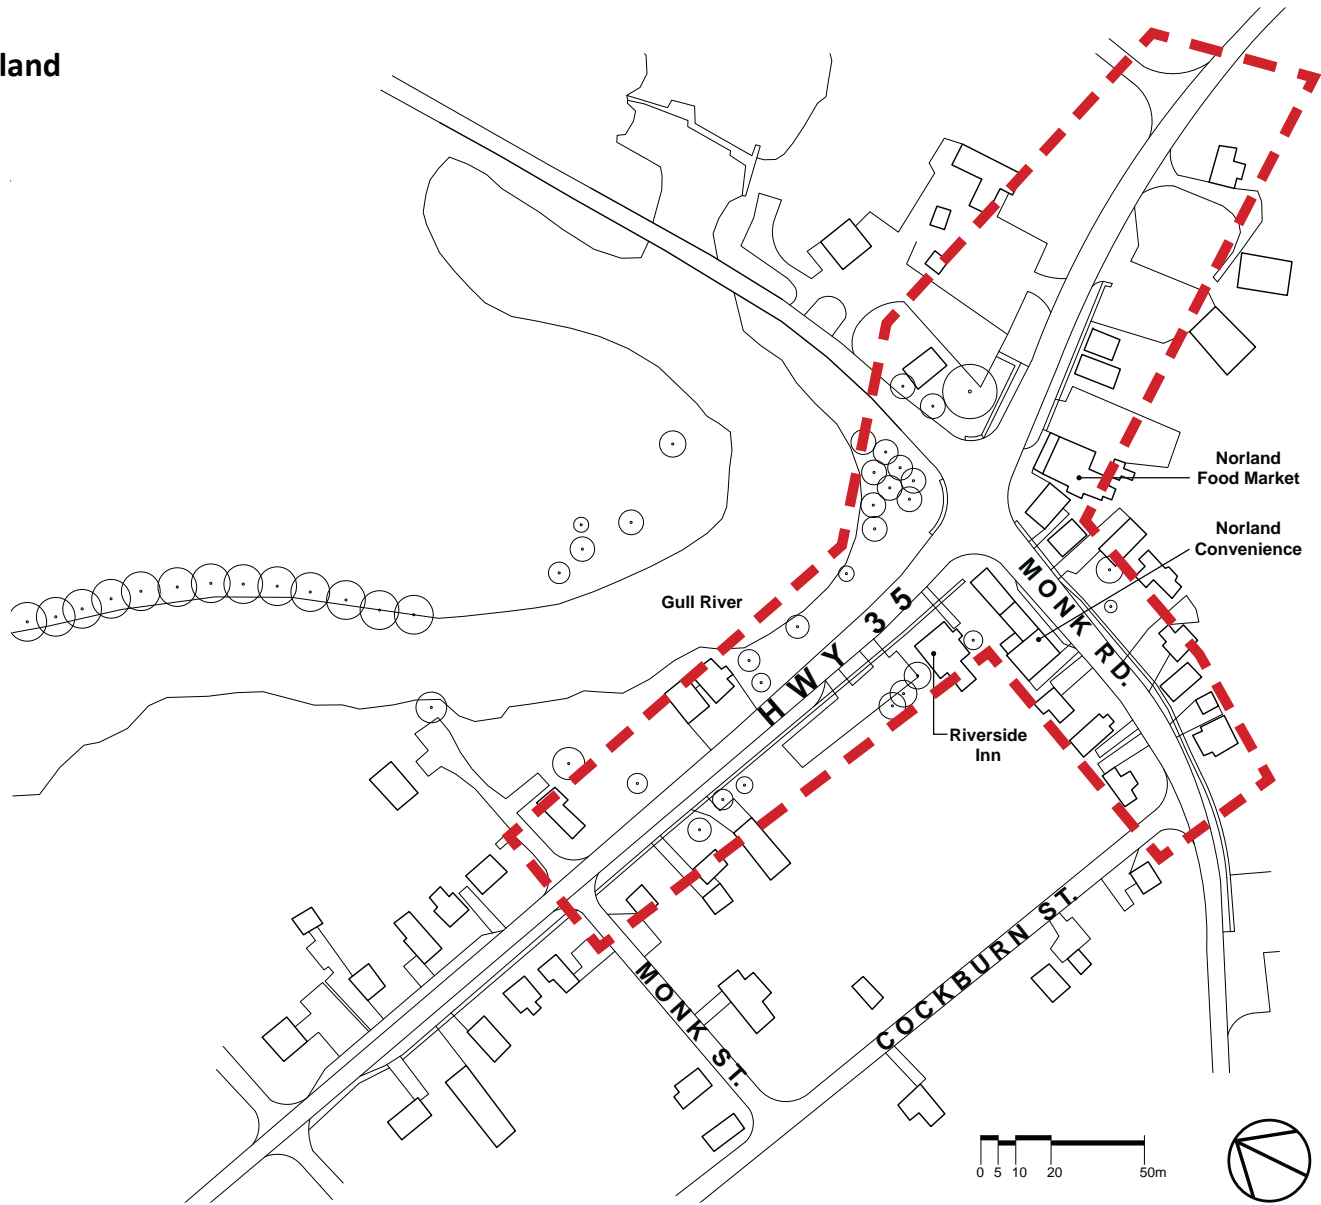 land
Norland
Food Market
Norland
Convenience
Gull River
HWY 35
MONK RD.
Riverside
Inn
COCKBURN ST.
MONK ST.
0 5 10 20 50m